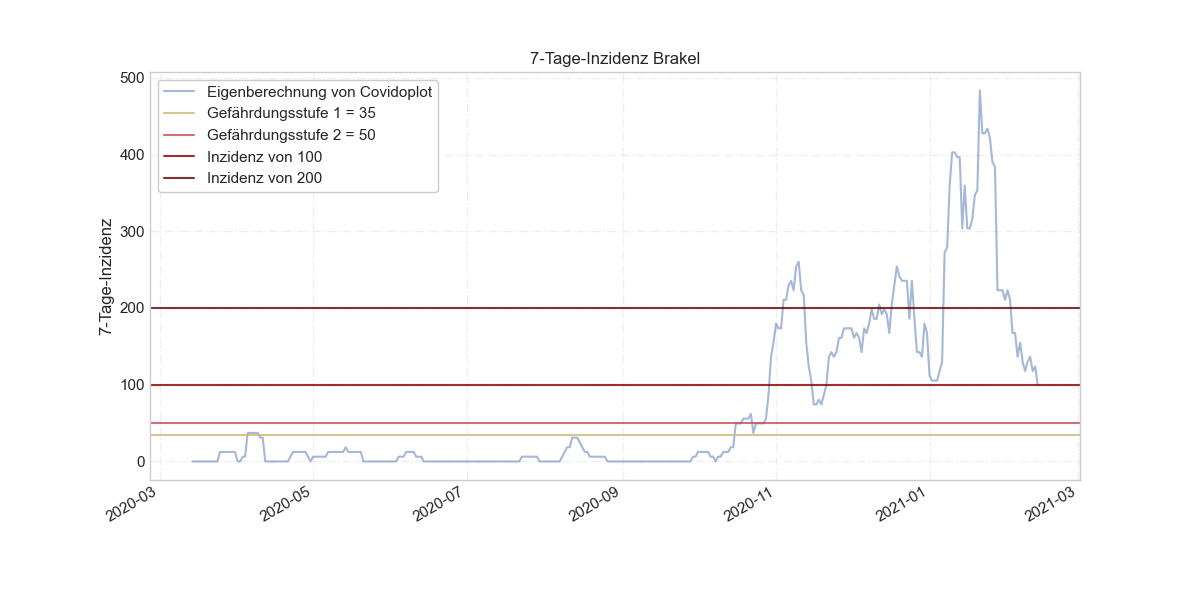 7-Tage-Inzidenz Brakel
Eigenberechnung von Covidoplot
Gefährdungsstufe 1 = 35
Gefährdungsstufe 2 = 50
Inzidenz von 100
Inzidenz von 200
7-Tage-Inzidenz
500
400
300
200
100
0
2020-03
2020-05
2020-07
2020-09
2020-11
2021-01
2021-03